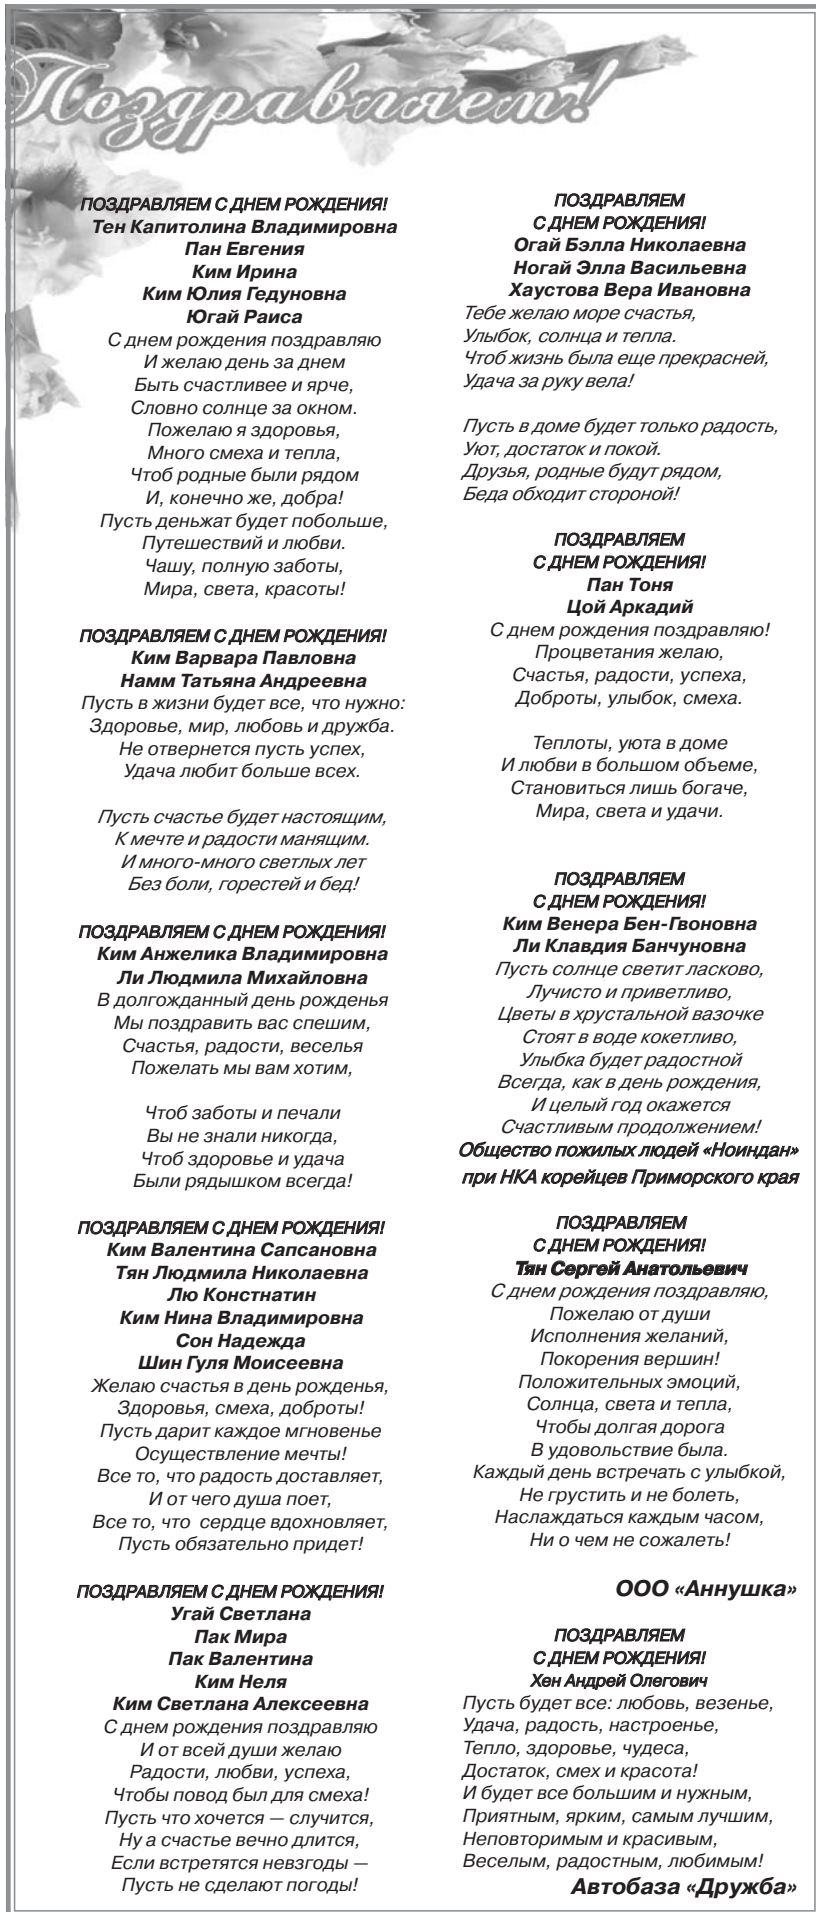 Поздравляем!
ПОЗДРАВЛЯЕМ С ДНЕМ РОЖДЕНИЯ!
Тен Капитолина Владимировна
Пан Евгения
Ким Ирина
Ким Юлия Гедуновна
Югай Раиса
С днем рождения поздравляю
И желаю день за днем
Быть счастливее и ярче,
Словно солнце за окном.
Пожелаю я здоровья,
Много смеха и тепла,
Чтоб родные были рядом
И, конечно же, добра!
Пусть деньжат будет побольше,
Путешествий и любви.
Чашу, полную заботы,
Мира, света, красоты!

ПОЗДРАВЛЯЕМ С ДНЕМ РОЖДЕНИЯ!
Ким Варвара Павловна
Намм Татьяна Андреевна
Пусть в жизни будет все, что нужно:
Здоровье, мир, любовь и дружба.
Не отвернется пусть успех,
Удача любит больше всех.

Пусть счастье будет настоящим,
К мечте и радости манящим.
И много-много светлых лет
Без боли, горестей и бед!

ПОЗДРАВЛЯЕМ С ДНЕМ РОЖДЕНИЯ!
Ким Анжелика Владимировна
Ли Людмила Михайловна
В долгожданный день рожденья
Мы поздравить вас спешим,
Счастья, радости, веселья
Пожелать мы вам хотим,

Чтоб заботы и печали
Вы не знали никогда,
Чтоб здоровье и удача
Были рядышком всегда!

ПОЗДРАВЛЯЕМ С ДНЕМ РОЖДЕНИЯ!
Ким Валентина Сапсановна
Тян Людмила Николаевна
Лю Констнатин
Ким Нина Владимировна
Сон Надежда
Шин Гуля Моисеевна
Желаю счастья в день рожденья,
Здоровья, смеха, доброты!
Пусть дарит каждое мгновенье
Осуществление мечты!
Все то, что радость доставляет,
И от чего душа поет,
Все то, что сердце вдохновляет,
Пусть обязательно придет!

ПОЗДРАВЛЯЕМ С ДНЕМ РОЖДЕНИЯ!
Угай Светлана
Пак Мира
Пак Валентина
Ким Неля
Ким Светлана Алексеевна
С днем рождения поздравляю
И от всей души желаю
Радости, любви, успеха,
Чтобы повод был для смеха!
Пусть что хочется — случится,
Ну а счастье вечно длится,
Если встретятся невзгоды —
Пусть не сделают погоды!

ПОЗДРАВЛЯЕМ
С ДНЕМ РОЖДЕНИЯ!
Огай Бэлла Николаевна
Ногай Элла Васильевна
Хаустова Вера Ивановна
Тебе желаю море счастья,
Улыбок, солнца и тепла.
Чтоб жизнь была еще прекрасней,
Удача за руку вела!

Пусть в доме будет только радость,
Уют, достаток и покой.
Друзья, родные будут рядом,
Беда обходит стороной!

ПОЗДРАВЛЯЕМ
С ДНЕМ РОЖДЕНИЯ!
Пан Тоня
Цой Аркадий
С днем рождения поздравляю!
Процветания желаю,
Счастья, радости, успеха,
Доброты, улыбок, смеха.

Теплоты, уюта в доме
И любви в большом объеме,
Становиться лишь богаче,
Мира, света и удачи.

ПОЗДРАВЛЯЕМ
С ДНЕМ РОЖДЕНИЯ!
Ким Венера Бен-Гвоновна
Ли Клавдия Банчуновна
Пусть солнце светит ласково,
Лучисто и приветливо,
Цветы в хрустальной вазочке
Стоят в воде кокетливо,
Улыбка будет радостной
Всегда, как в день рождения,
И целый год окажется
Счастливым продолжением!
Общество пожилых людей «Ноиндан»
при НКА корейцев Приморского края

ПОЗДРАВЛЯЕМ
С ДНЕМ РОЖДЕНИЯ!
Тян Сергей Анатольевич
С днем рождения поздравляю,
Пожелаю от души
Исполнения желаний,
Покорения вершин!
Положительных эмоций,
Солнца, света и тепла,
Чтобы долгая дорога
В удовольствие была.
Каждый день встречать с улыбкой,
Не грустить и не болеть,
Наслаждаться каждым часом,
Ни о чем не сожалеть!

ООО «Аннушка»

ПОЗДРАВЛЯЕМ
С ДНЕМ РОЖДЕНИЯ!
Хен Андрей Олегович
Пусть будет все: любовь, везенье,
Удача, радость, настроенье,
Тепло, здоровье, чудеса,
Достаток, смех и красота!
И будет все большим и нужным,
Приятным, ярким, самым лучшим,
Неповторимым и красивым,
Веселым, радостным, любимым!
Автобаза «Дружба»